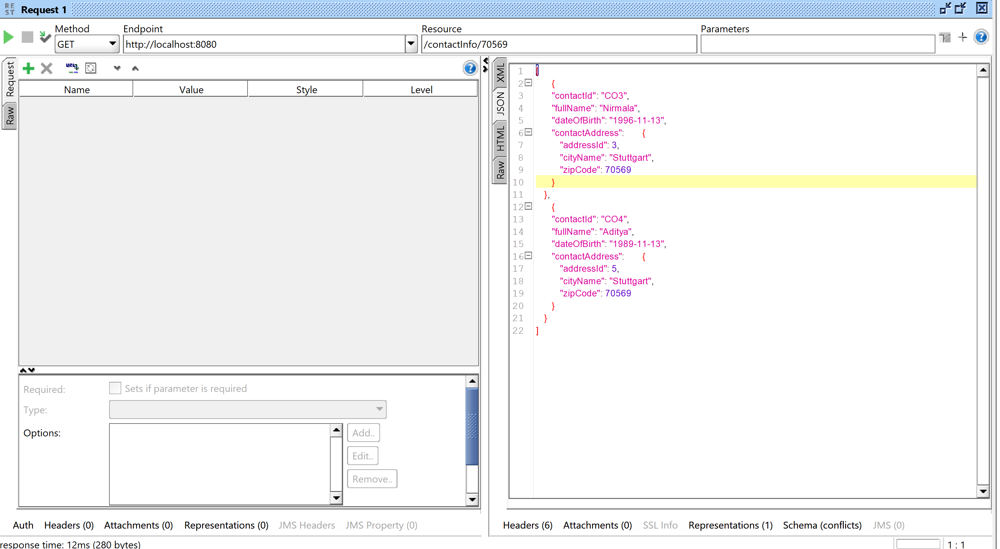 RE
ST
Request 1
Method
Endpoint
Resource
Parameters
GET
http://localhost:8080
/contactInfo/70569
Request
Raw
Name Value Style Level
XML
JSON
HTML
Raw
1 [
2 {
3 "contactId": "CO3",
4 "fullName": "Nirmala",
5 "dateOfBirth": "1996-11-13",
6 "contactAddress": {
7 "addressId": 3,
8 "cityName": "Stuttgart",
9 "zipCode": 70569
10 }
11 },
12 {
13 "contactId": "CO4",
14 "fullName": "Aditya",
15 "dateOfBirth": "1989-11-13",
16 "contactAddress": {
17 "addressId": 5,
18 "cityName": "Stuttgart",
19 "zipCode": 70569
20 }
21 }
22 ]
Required: Sets if parameter is required
Type:
Options:
Add..
Edit..
Remove..
Auth Headers (0) Attachments (0) Representations (0) JMS Headers JMS Property (0)
Headers (6) Attachments (0) SSL Info Representations (1) Schema (conflicts) JMS (0)
response time: 12ms (280 bytes)
1 : 1